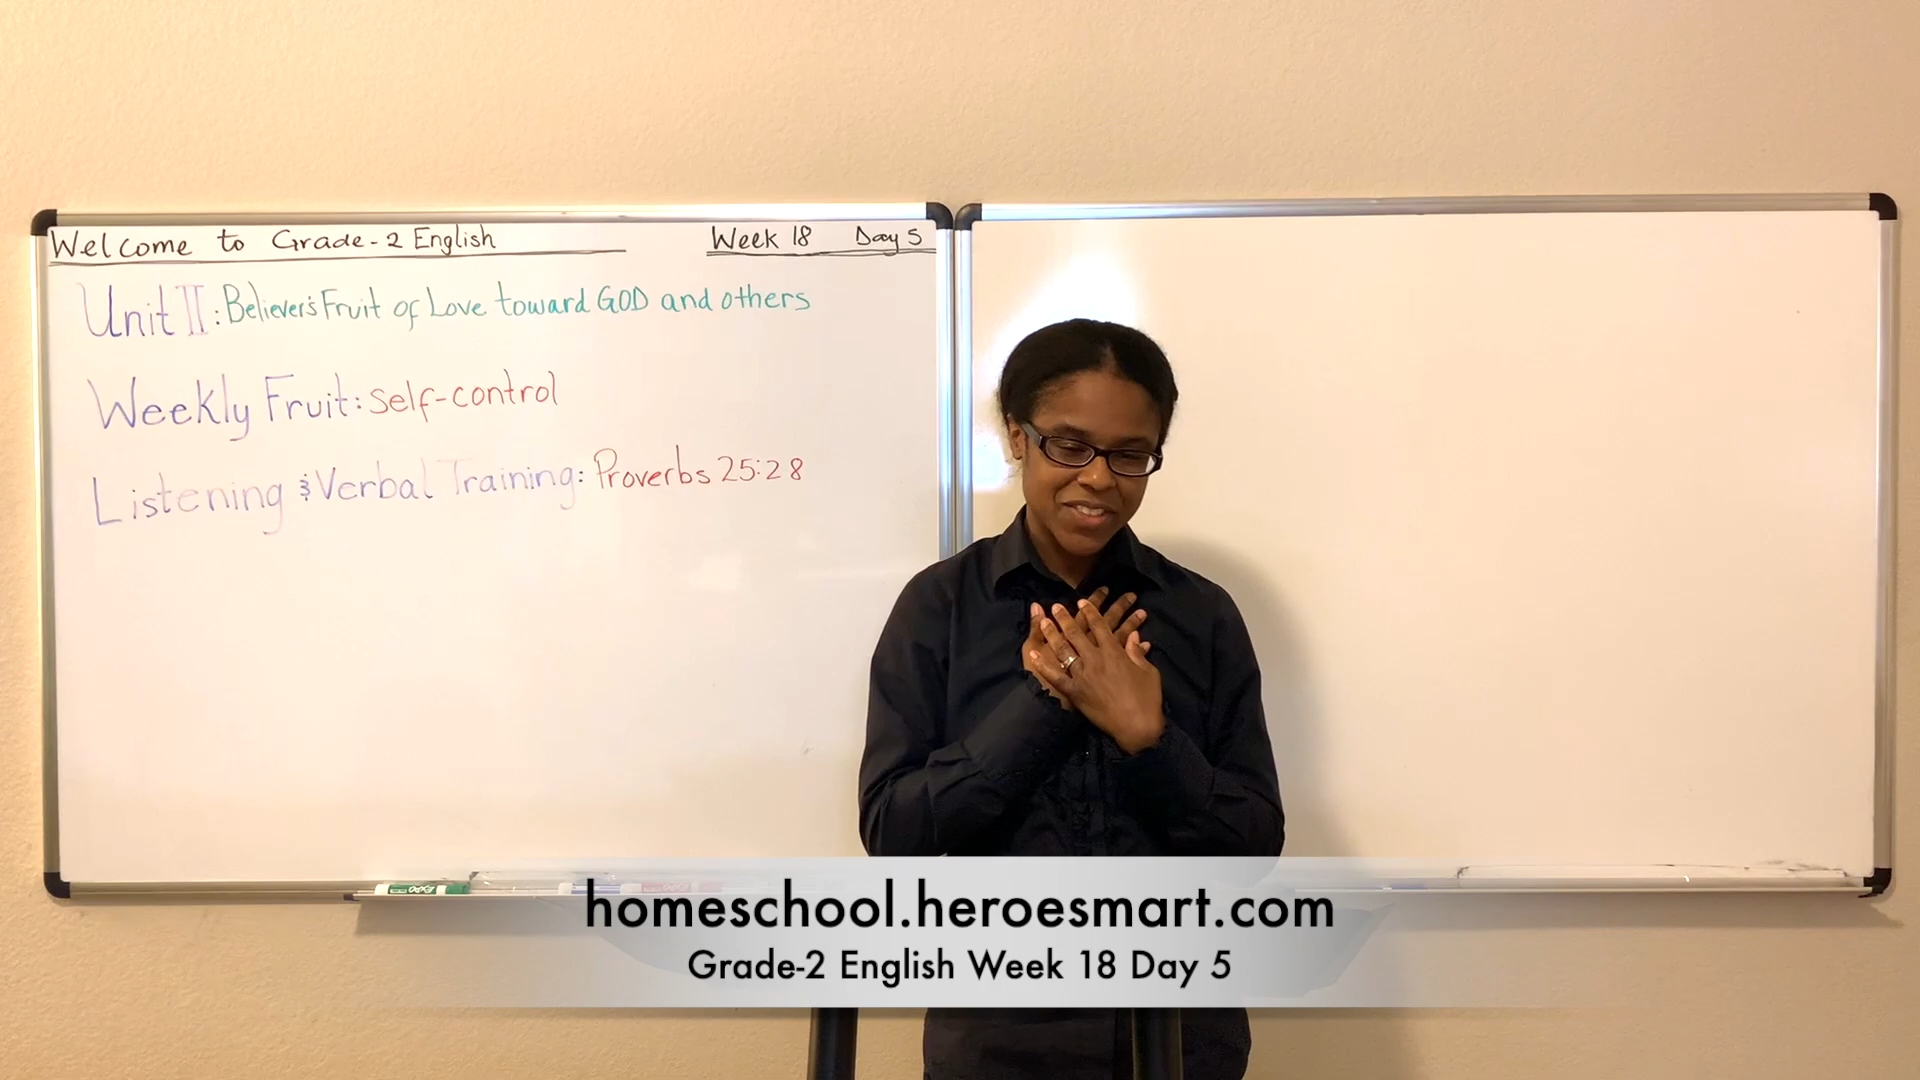 Welcome to Grade-2 English Week 18 Day 5
Unit II: Believer's Fruit of Love toward GOD and others
Weekly Fruit: Self-control
Listening & Verbal Training: Proverbs 25:28
EXPO
homeschool.heroesmart.com
Grade-2 English Week 18 Day 5